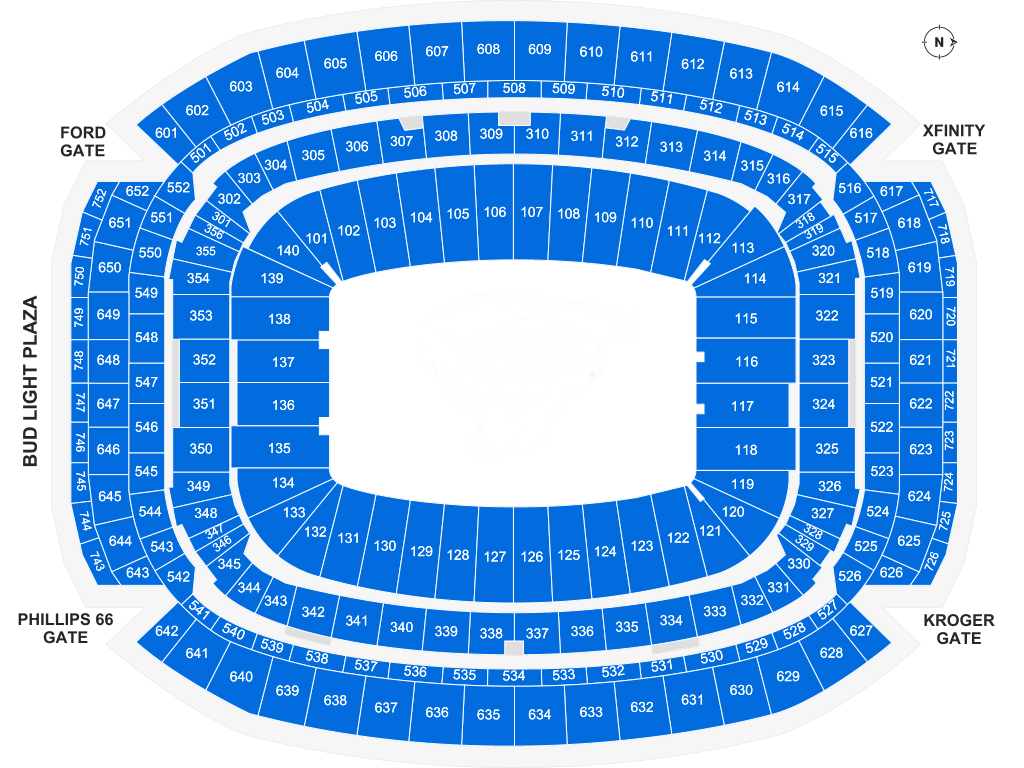 N
FORD
GATE
XFINITY
GATE
BUD LIGHT PLAZA
PHILLIPS 66
GATE
KROGER
GATE
601 602 603 604 605 606 607 608 609 610 611 612 613 614 615 616
501 502 503 504 505 506 507 508 509 510 511 512 513 514 515
301 302 303 304 305 306 307 308 309 310 311 312 313 314 315 316 317 318 319
101 102 103 104 105 106 107 108 109 110 111 112
113 114 115 116 117 118 119 120 121
320 321 322 323 324 325 326 327 328 329 330
516 517 518 519 520 521 522 523 524 525 526
617 618 619 620 621 622 623 624 625 626
717 718 719 720 721 722 723 724 725 726
752 751 750 749 748 747 746 745 744 743
652 651 650 649 648 647 646 645 644 643
552 551 550 549 548 547 546 545 544 543 542
356 355 354 353 352 351 350 349 348 347 346 345
140 139 138 137 136 135 134 133
132 131 130 129 128 127 126 125 124 123 122
344 343 342 341 340 339 338 337 336 335 334 333 332 331
541 540 539 538 537 536 535 534 533 532 531 530 529 528 527
642 641 640 639 638 637 636 635 634 633 632 631 630 629 628 627